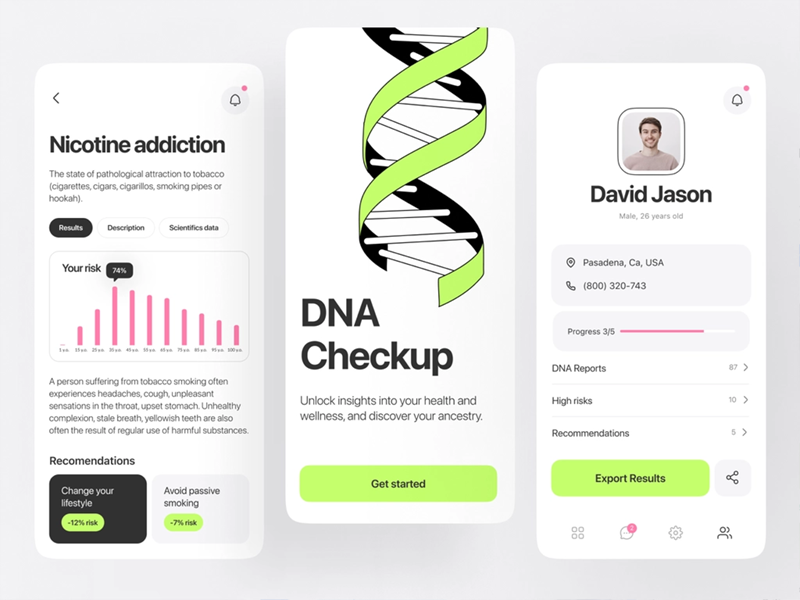 Nicotine addiction
The state of pathological attraction to tobacco
(cigarettes, cigars, cigarillos, smoking pipes or
hookah).
Results
Description
Scientifics data
Your risk
74%
A person suffering from tobacco smoking often
experiences headaches, cough, unpleasant
sensations in the throat, upset stomach. Unhealthy
complexion, stale breath, yellowish teeth are also
often the result of regular use of harmful substances.
Recomendations
Change your
lifestyle
-12% risk
Avoid passive
smoking
-7% risk
DNA
Checkup
Unlock insights into your health and
wellness, and discover your ancestry.
Get started
David Jason
Male, 26 years old
Pasadena, Ca, USA
(800) 320-743
Progress 3/5
DNA Reports 87
High risks 10
Recommendations 5
Export Results
2